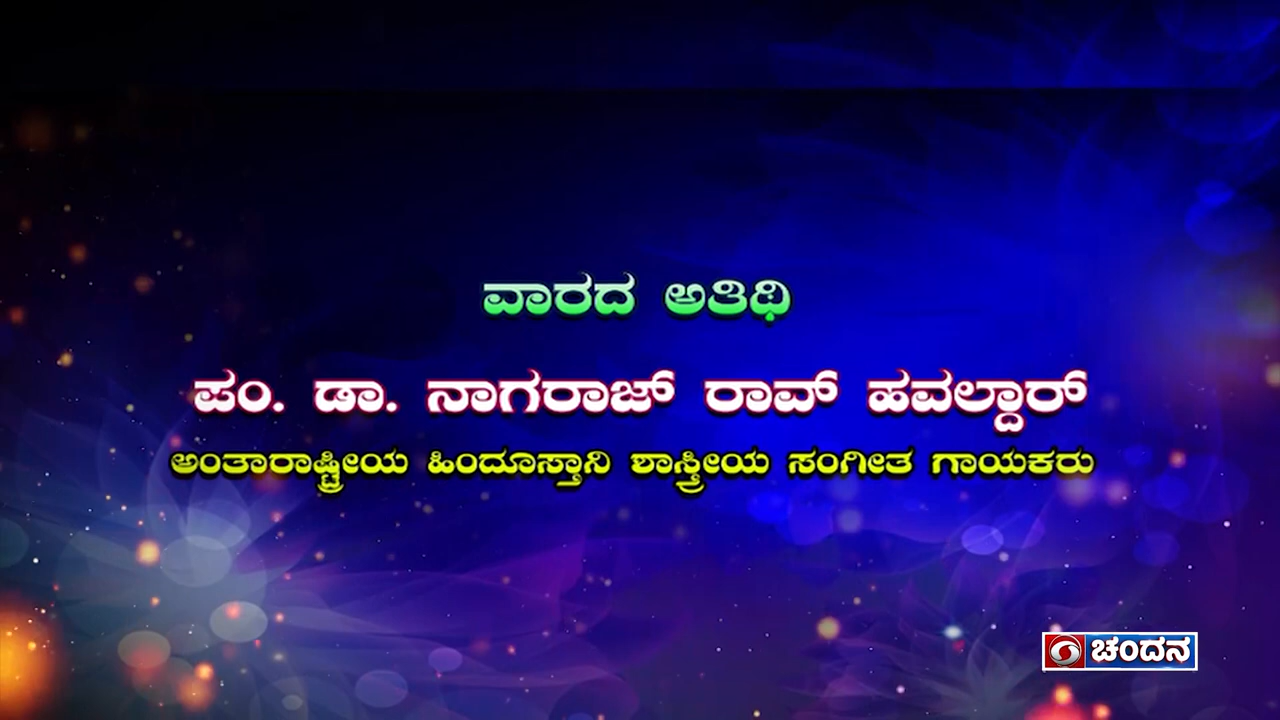 ವಾರದ ಅತಿಥಿ
ಪಂ. ಡಾ. ನಾಗರಾಜ್ ರಾವ್ ಹವಲ್ದಾರ್
ಅಂತಾರಾಷ್ಟ್ರೀಯ ಹಿಂದೂಸ್ತಾನಿ ಶಾಸ್ತ್ರೀಯ ಸಂಗೀತ ಗಾಯಕರು
ಚಂದನ